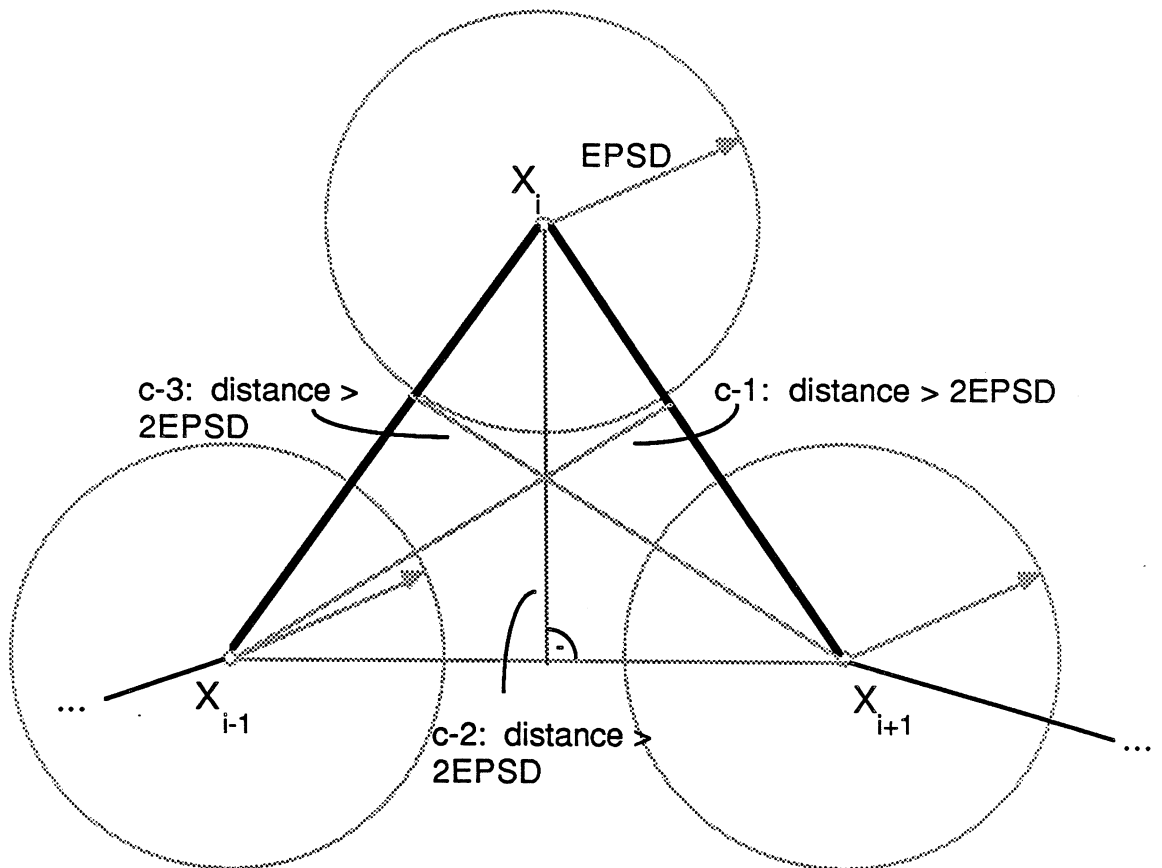 EPSD
X i
c-3: distance >
2EPSD
c-1: distance > 2EPSD
X i-1
X i+1
...
...
c-2: distance >
2EPSD